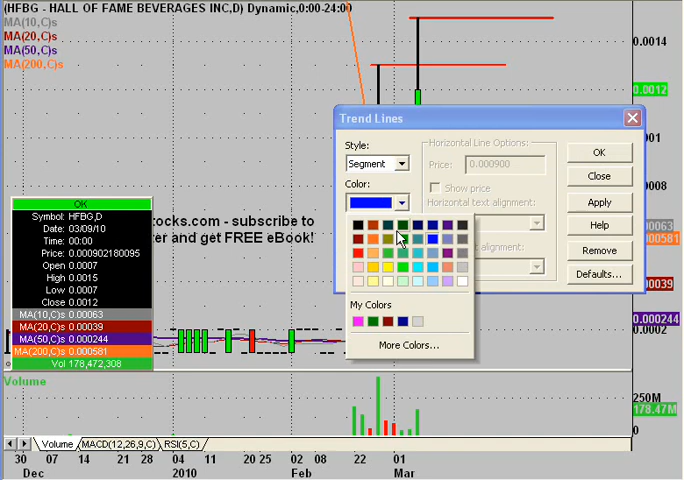 (HFBG - HALL OF FAME BEVERAGES INC,D) Dynamic,0:00-24:00
MA(10,C)s
MA(20,C)s
MA(50,C)s
MA(200,C)s
0.0014
0.0012
0.001
0.0008
0.00063
0.000581
0.00039
0.000244
0.0002
Trend Lines
Style:
Segment
Color:
Horizontal Line Options:
Price:
0.000900
Show price
Horizontal text alignment:
alignment:
OK
Close
Apply
Help
Remove
Defaults...
My Colors
More Colors...
tocks.com - subscribe to
er and get FREE eBook!
OK
Symbol: HFBG,D
Date: 03/09/10
Time: 00:00
Price: 0.000902180095
Open 0.0007
High 0.0015
Low 0.0007
Close 0.0012
MA(10,C)s 0.00063
MA(20,C)s 0.00039
MA(50,C)s 0.000244
MA(200,C)s 0.000581
Vol 178,472,308
Volume
250M
178.47M
0
Volume MACD(12,26,9,C) RSI(5,C)
30 07 14 21 28 04 11 20 25 02 08 22 01
Dec 2010 Feb Mar